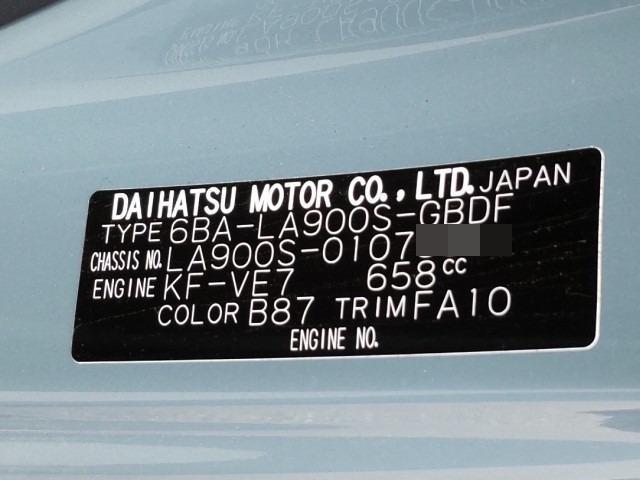 DAIHATSU MOTOR CO., LTD. JAPAN
TYPE 6BA-LA900S-GBDF
CHASSIS NO. LA900S-0107
ENGINE KF-VE7 658cc
COLOR B87 TRIM FA10
ENGINE NO.